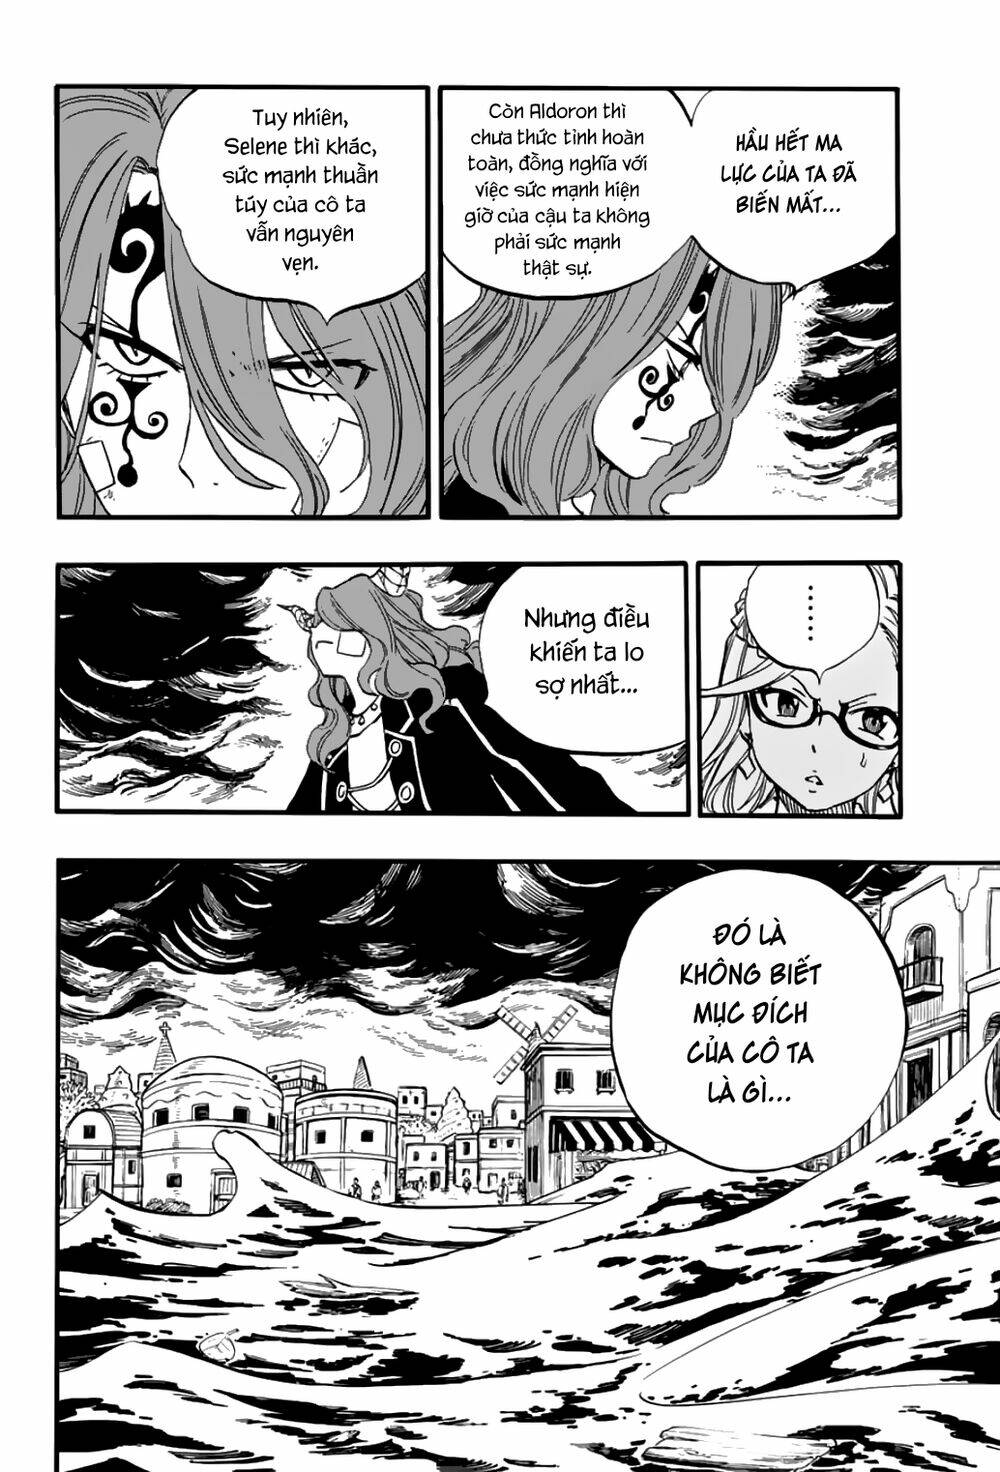 HẦU HẾT MA
LỰC CỦA TA ĐÃ
BIẾN MẤT...
Còn Aldoron thì
chưa thức tỉnh hoàn
toàn, đồng nghĩa với
việc sức mạnh hiện
giờ của cậu ta không
phải sức mạnh
thật sự.
Tuy nhiên,
Selene thì khác,
sức mạnh thuần
túy của cô ta
vẫn nguyên
vẹn.
.......
Nhưng điều
khiến ta lo
sợ nhất...
ĐÓ LÀ
KHÔNG BIẾT
MỤC ĐÍCH
CỦA CÔ TA
LÀ GÌ...